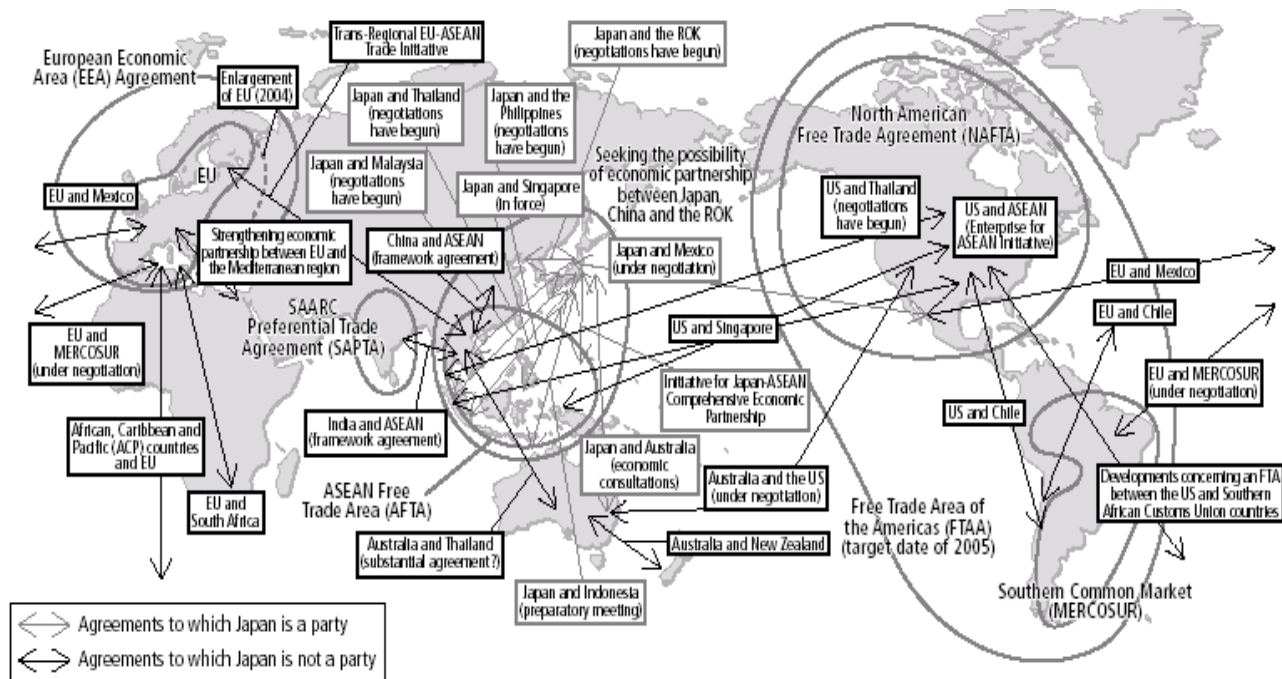 European Economic
Area (EEA) Agreement
Trans-Regional EU-ASEAN
Trade Initiative
Enlargement
of EU (2004)
Japan and the ROK
(negotiations have begun)
Japan and Thailand
(negotiations
have begun)
Japan and the
Philippines
(negotiations
have begun)
North American
Free Trade Agreement (NAFTA)
EU
Japan and Malaysia
(negotiations
have begun)
Japan and Singapore
(in force)
Seeking the possibility
of economic partnership
between Japan,
China and the ROK
US and Thailand
(negotiations
have begun)
US and ASEAN
(Enterprise for
ASEAN Initiative)
EU and Mexico
Strengthening economic
partnership between EU and
the Mediterranean region
China and ASEAN
(framework agreement)
Japan and Mexico
(under negotiation)
EU and Mexico
SAARC
Preferential Trade
Agreement (SAPTA)
US and Singapore
EU and Chile
EU and
MERCOSUR
(under negotiation)
Initiative for Japan-ASEAN
Comprehensive Economic
Partnership
EU and MERCOSUR
(under negotiation)
India and ASEAN
(framework agreement)
US and Chile
African, Caribbean and
Pacific (ACP) countries
and EU
Japan and Australia
(economic
consultations)
Australia and the US
(under negotiation)
Developments concerning an FTA
between the US and Southern
African Customs Union countries
EU and
South Africa
ASEAN Free
Trade Area (AFTA)
Free Trade Area of
the Americas (FTAA)
(target date of 2005)
Australia and Thailand
(substantial agreement?)
Australia and New Zealand
Japan and Indonesia
(preparatory meeting)
Southern Common Market
(MERCOSUR)
Agreements to which Japan is a party
Agreements to which Japan is not a party